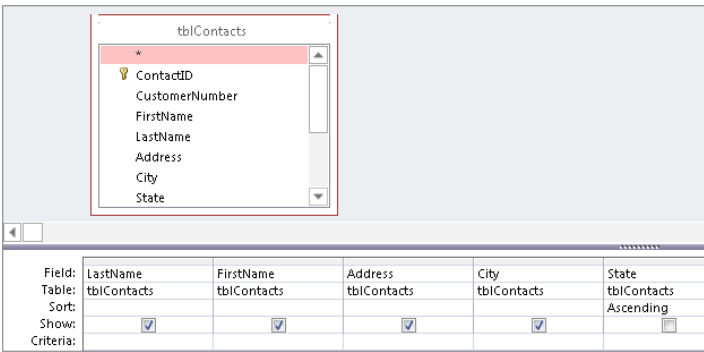 tblContacts
*
ContactID
CustomerNumber
FirstName
LastName
Address
City
State
Field: LastName FirstName Address City State
Table: tblContacts tblContacts tblContacts tblContacts tblContacts
Sort: Ascending
Show:
Criteria: